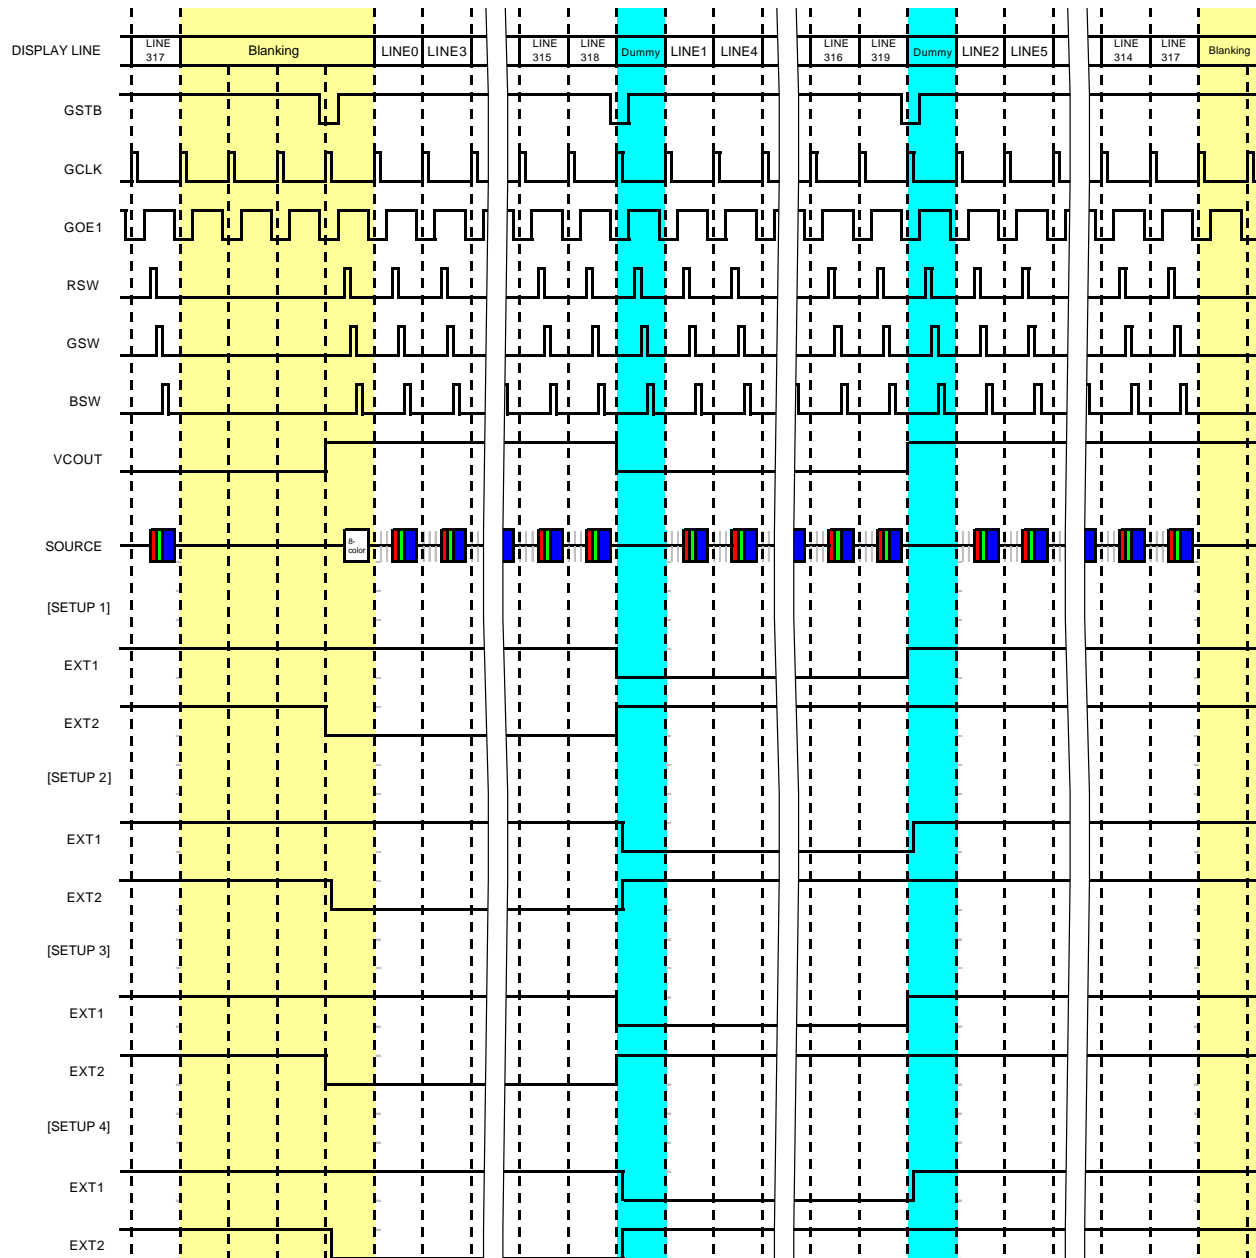 DISPLAY LINE
LINE
317
Blanking
LINE0
LINE3
LINE
315
LINE
318
Dummy
LINE1
LINE4
LINE
316
LINE
319
Dummy
LINE2
LINE5
LINE
314
LINE
317
Blanking
GSTB
GCLK
GOE1
RSW
GSW
BSW
VCOUT
SOURCE
8-
color
[SETUP 1]
EXT1
EXT2
[SETUP 2]
EXT1
EXT2
[SETUP 3]
EXT1
EXT2
[SETUP 4]
EXT1
EXT2